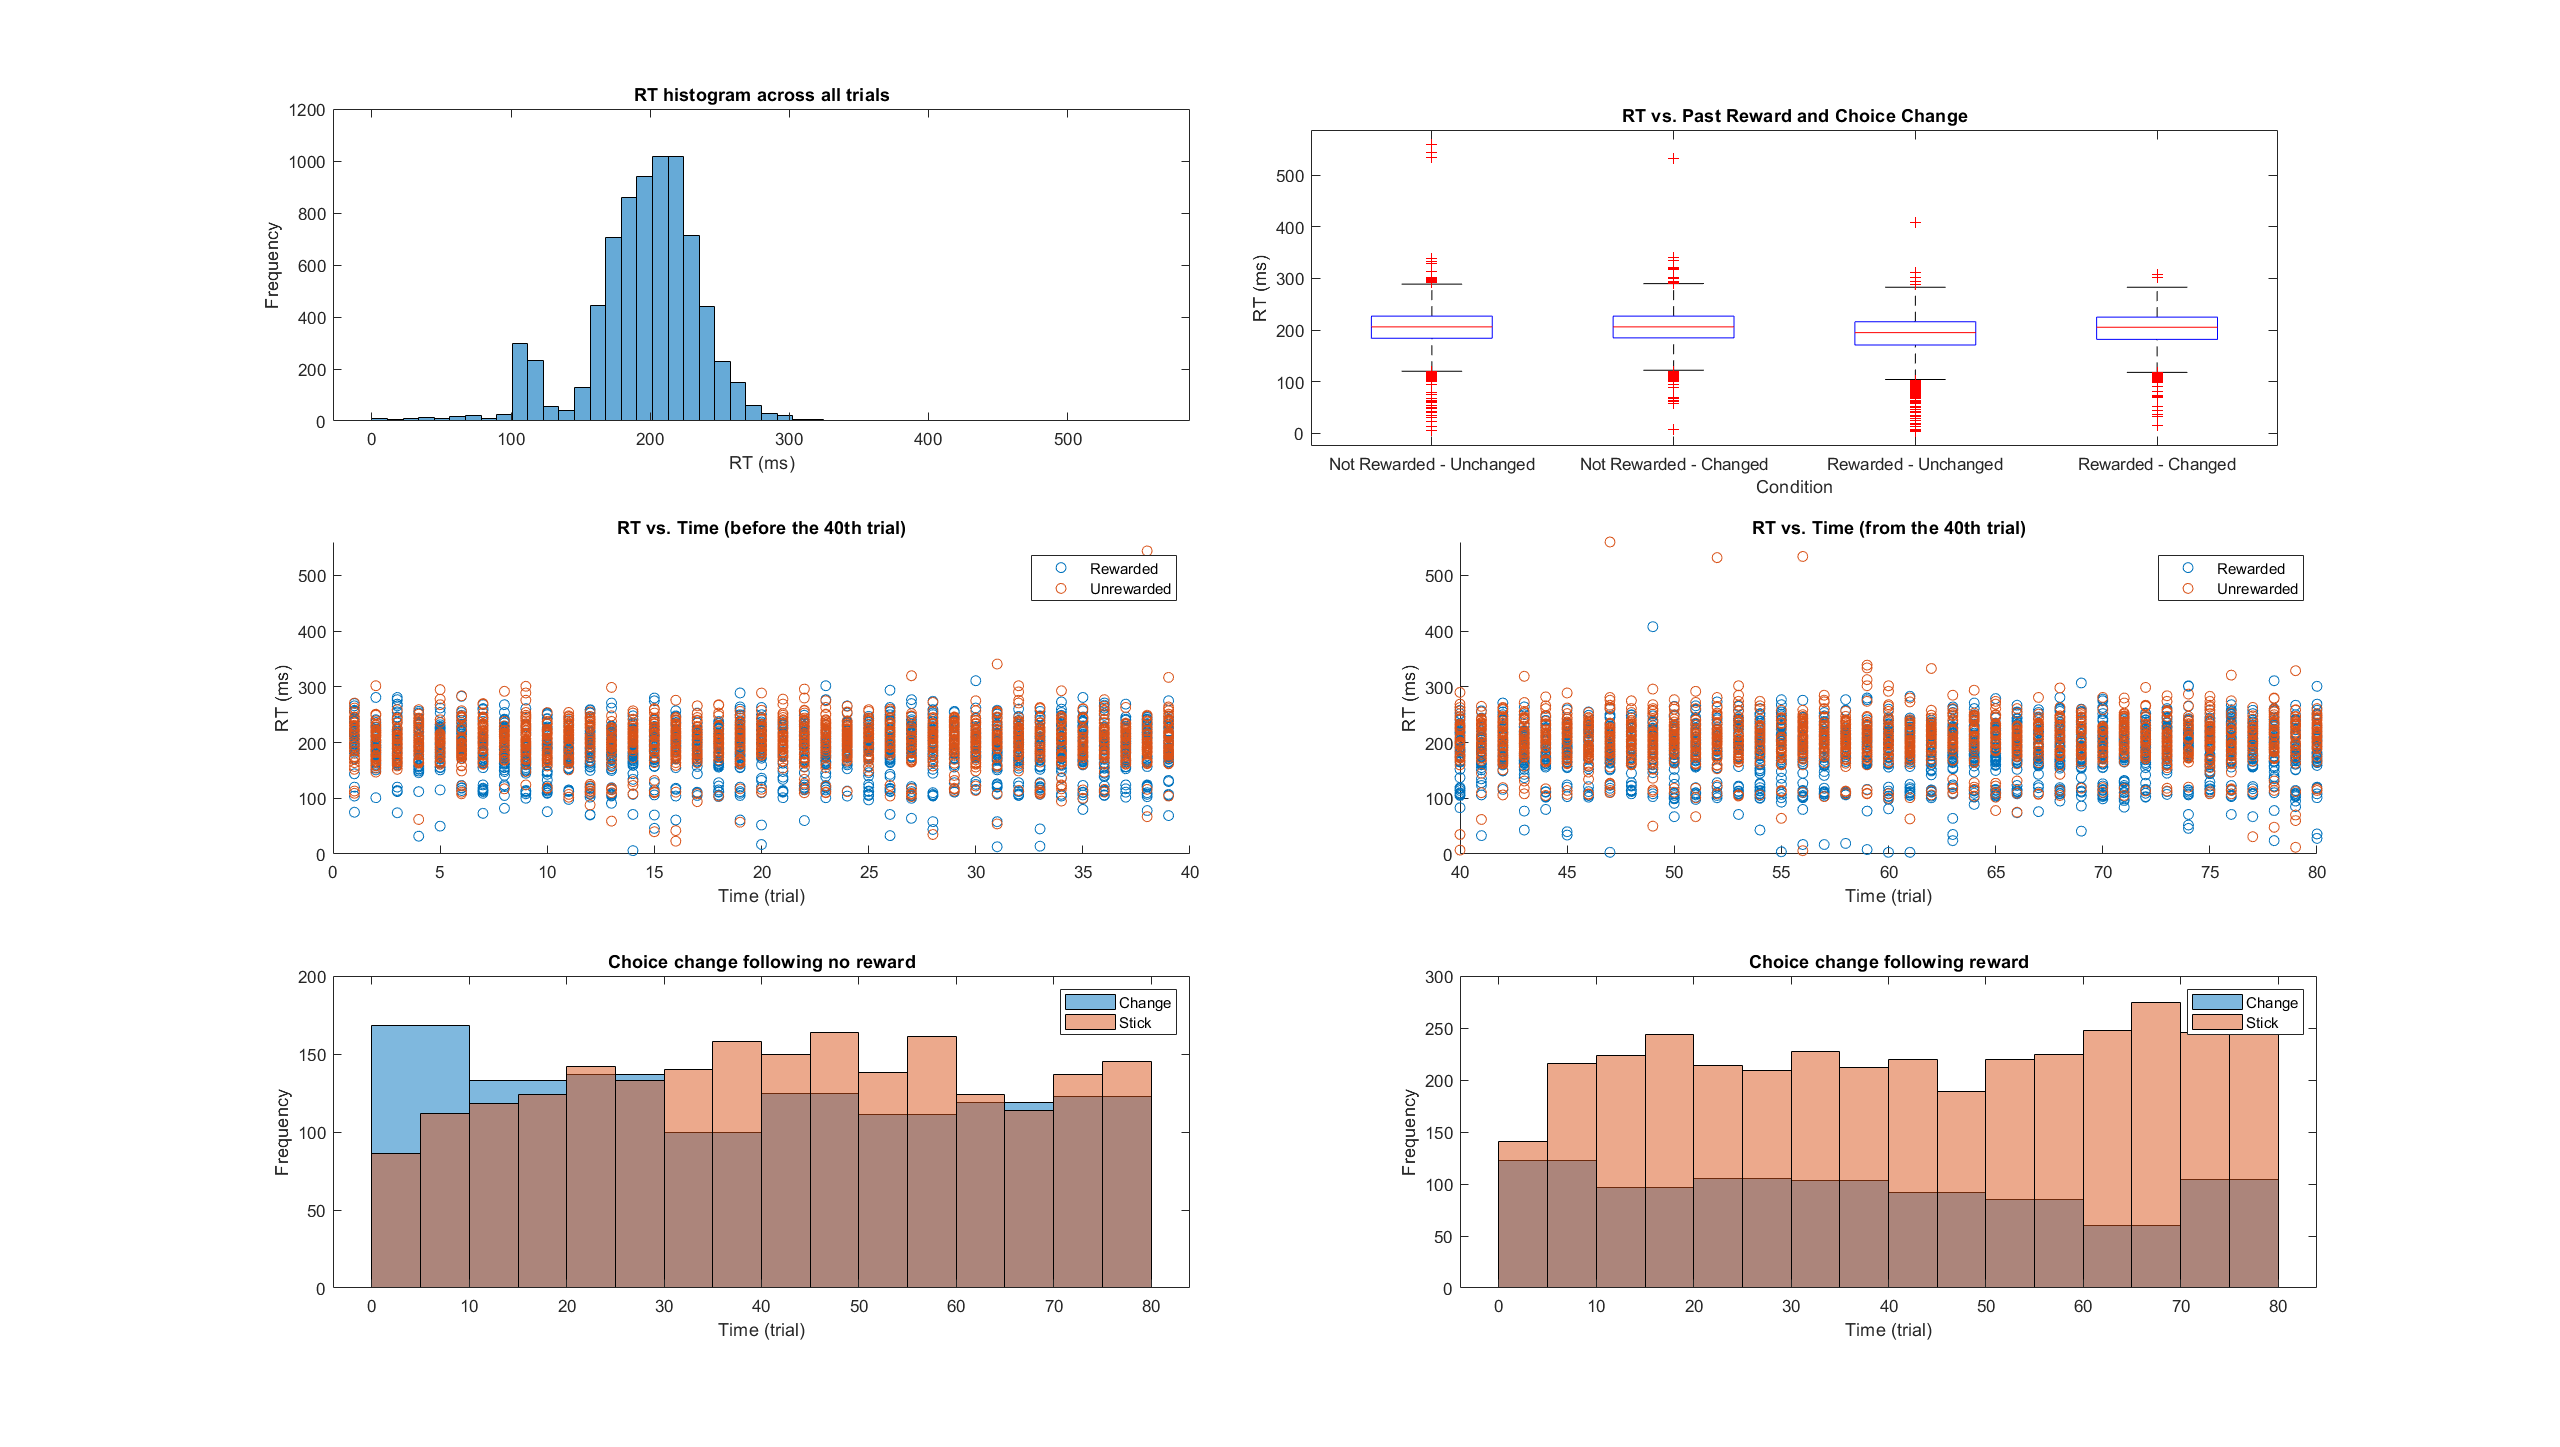 RT histogram across all trials
1200
1000
800
600
400
200
0
Frequency
0 100 200 300 400 500
RT (ms)
RT vs. Past Reward and Choice Change
500
400
300
200
100
0
RT (ms)
Not Rewarded - Unchanged Not Rewarded - Changed Rewarded - Unchanged Rewarded - Changed
Condition
RT vs. Time (before the 40th trial)
500
400
300
200
100
0
RT (ms)
Rewarded
Unrewarded
0 5 10 15 20 25 30 35 40
Time (trial)
RT vs. Time (from the 40th trial)
500
400
300
200
100
0
RT (ms)
Rewarded
Unrewarded
40 45 50 55 60 65 70 75 80
Time (trial)
Choice change following no reward
200
150
100
50
0
Frequency
Change
Stick
0 10 20 30 40 50 60 70 80
Time (trial)
Choice change following reward
300
250
200
150
100
50
0
Frequency
Change
Stick
0 10 20 30 40 50 60 70 80
Time (trial)